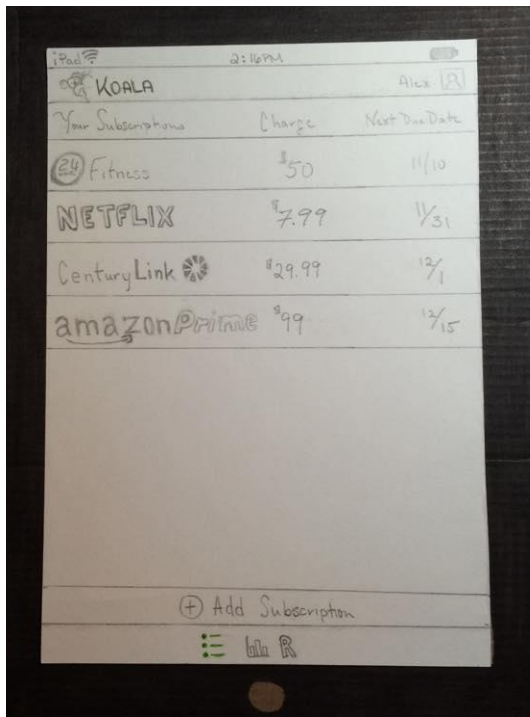 iPad 2:16PM
KOALA Alex
Your Subscriptions Charge Next Due Date
24 Fitness $50 11/10
NETFLIX $7.99 11/31
CenturyLink $29.99 12/1
amazonPrime $99 12/15
+ Add Subscription
R